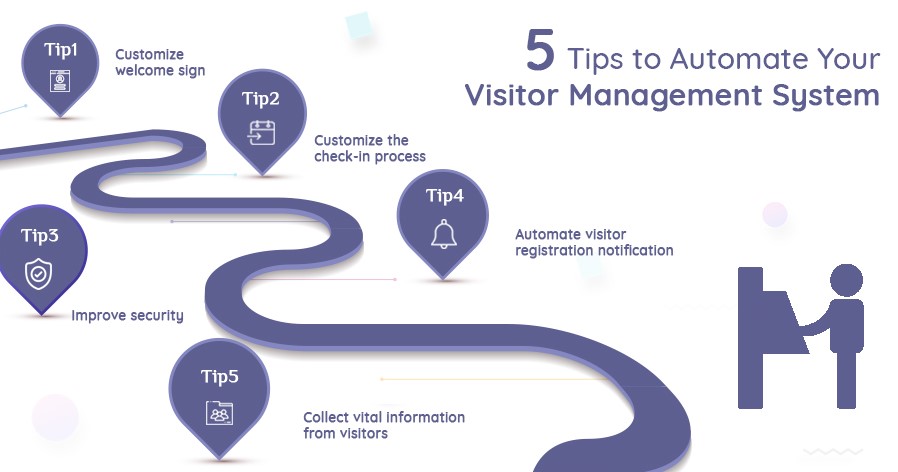 5 Tips to Automate Your
Visitor Management System
Tip1
Customize
welcome sign
Tip2
Customize the
check-in process
Tip3
Improve security
Tip4
Automate visitor
registration notification
Tip5
Collect vital information
from visitors